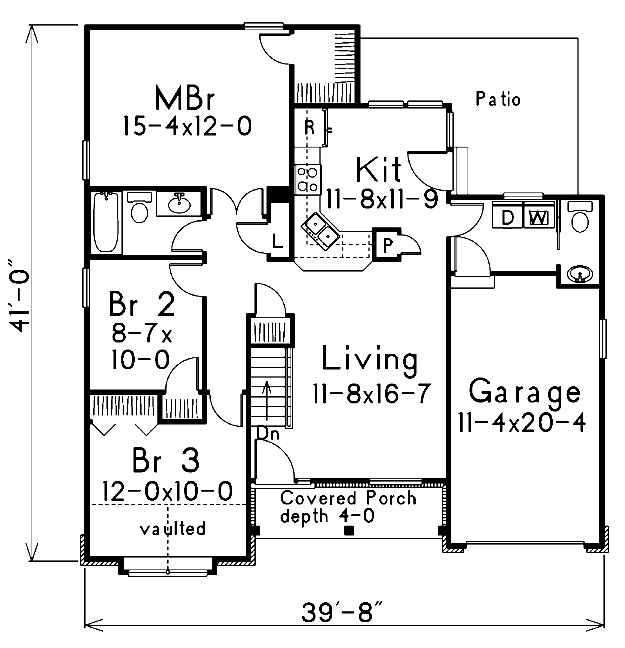 MBr
15-4x12-0
Patio
R
Kit
11-8x11-9
D W
L
P
Br 2
8-7x
10-0
41'-0"
Living
11-8x16-7
Garage
11-4x20-4
Dn
Br 3
12-0x10-0
Covered Porch
depth 4-0
vaulted
39'-8"